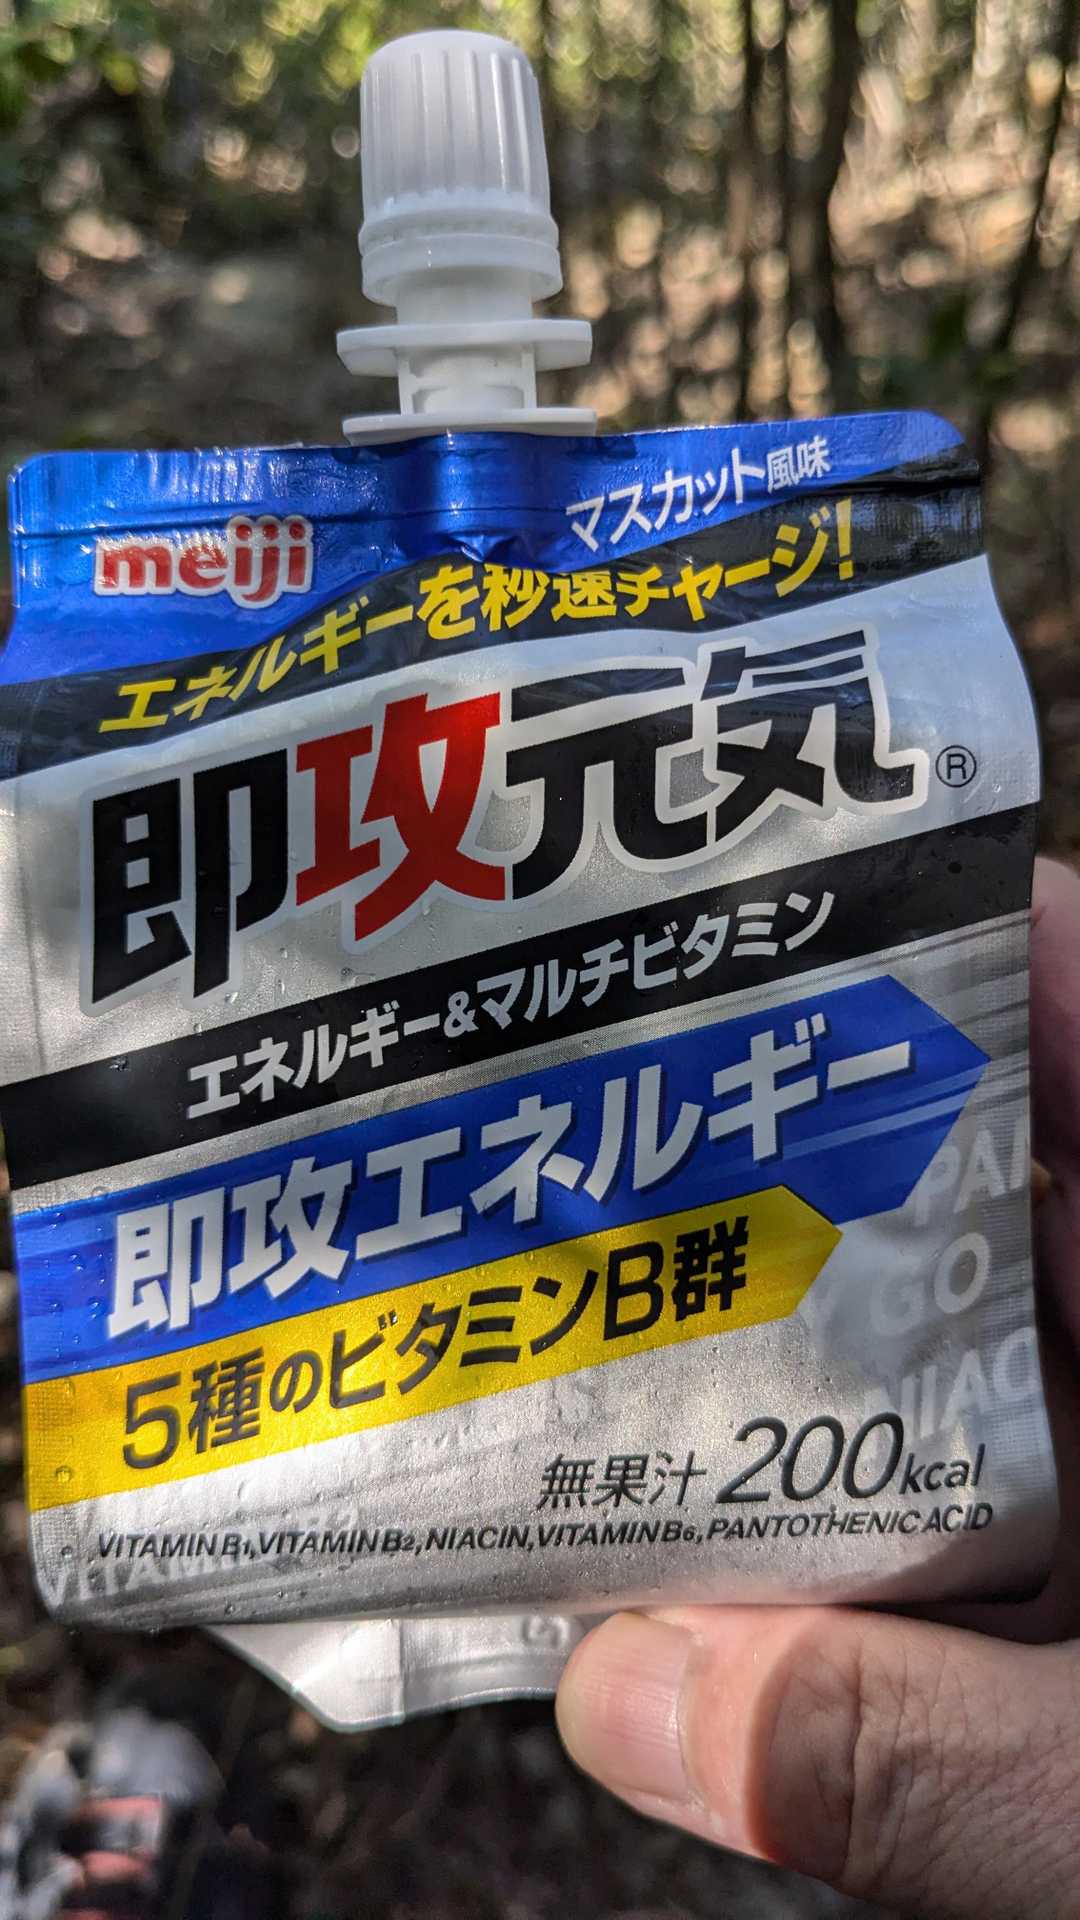 マスカット風味
meiji
エネルギーを秒速チャージ!
即攻元気®
エネルギー&マルチビタミン
即攻エネルギー
5種のビタミンB群
GO
無果汁 200kcal
VITAMIN B1,VITAMIN B2,NIACIN,VITAMIN B6,PANTOTHENIC ACID